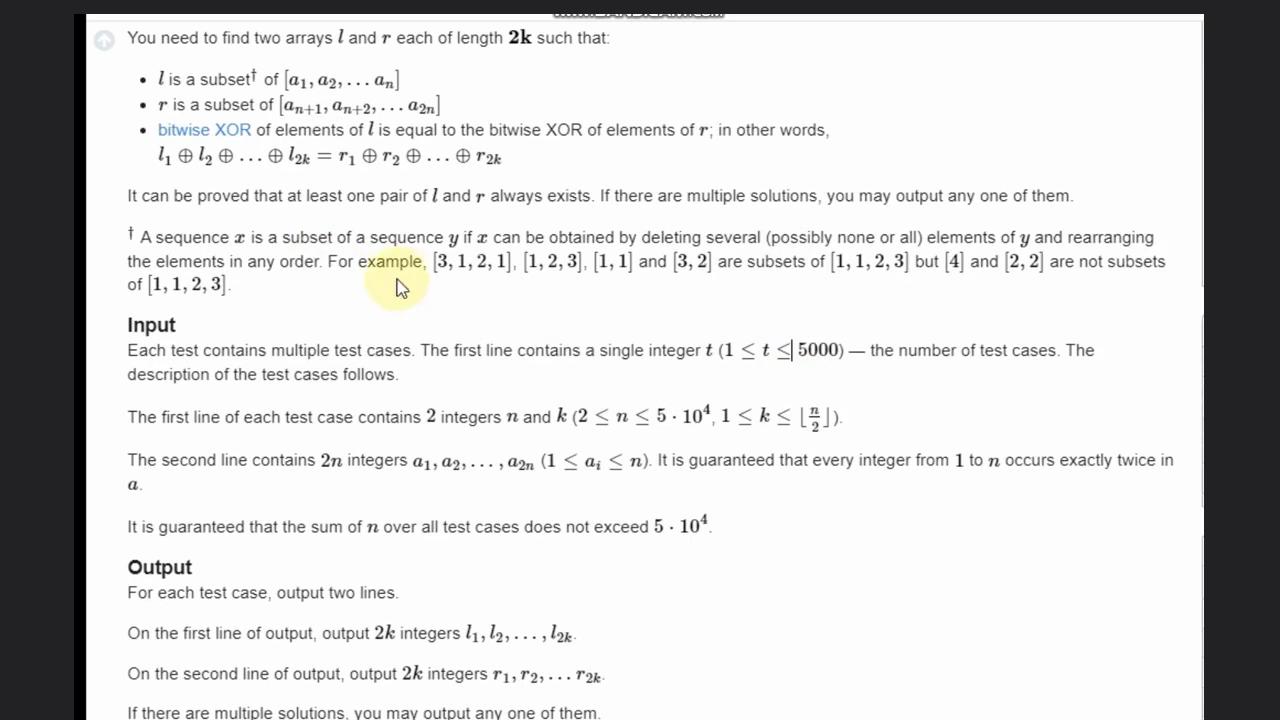 You need to find two arrays l and r each of length 2k such that:
• l is a subset† of [a₁, a₂, … aₙ]
• r is a subset of [aₙ₊₁, aₙ₊₂, … a₂ₙ]
• bitwise XOR of elements of l is equal to the bitwise XOR of elements of r; in other words,
l₁ ⊕ l₂ ⊕ … ⊕ l₂ₖ = r₁ ⊕ r₂ ⊕ … ⊕ r₂ₖ
It can be proved that at least one pair of l and r always exists. If there are multiple solutions, you may output any one of them.
† A sequence x is a subset of a sequence y if x can be obtained by deleting several (possibly none or all) elements of y and rearranging
the elements in any order. For example, [3, 1, 2, 1], [1, 2, 3], [1, 1] and [3, 2] are subsets of [1, 1, 2, 3] but [4] and [2, 2] are not subsets
of [1, 1, 2, 3].
Input
Each test contains multiple test cases. The first line contains a single integer t (1 ≤ t ≤ 5000) — the number of test cases. The
description of the test cases follows.
The first line of each test case contains 2 integers n and k (2 ≤ n ≤ 5 · 10⁴, 1 ≤ k ≤ ⌊n/2⌋).
The second line contains 2n integers a₁, a₂, … , a₂ₙ (1 ≤ aᵢ ≤ n). It is guaranteed that every integer from 1 to n occurs exactly twice in
a.
It is guaranteed that the sum of n over all test cases does not exceed 5 · 10⁴.
Output
For each test case, output two lines.
On the first line of output, output 2k integers l₁, l₂, … , l₂ₖ.
On the second line of output, output 2k integers r₁, r₂, … r₂ₖ.
If there are multiple solutions, you may output any one of them.